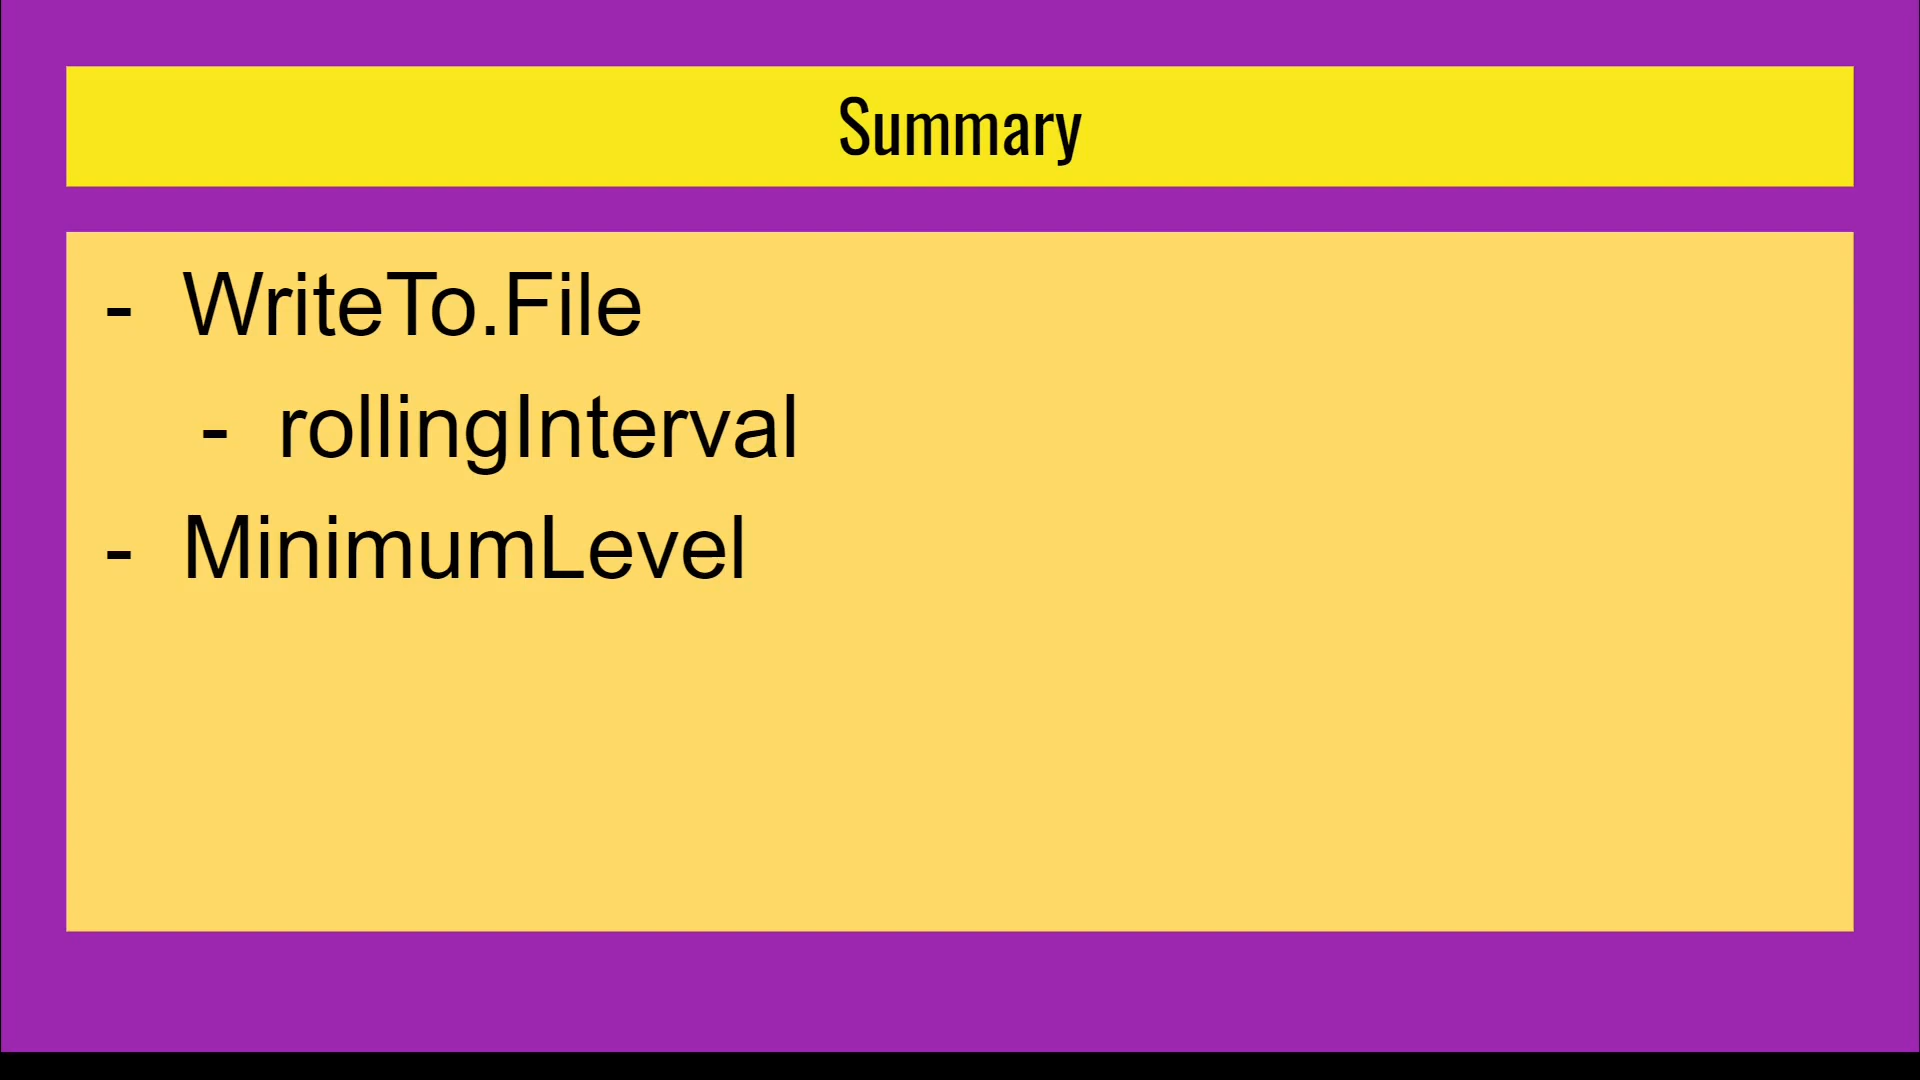 Summary
- WriteTo.File
- rollingInterval
- MinimumLevel